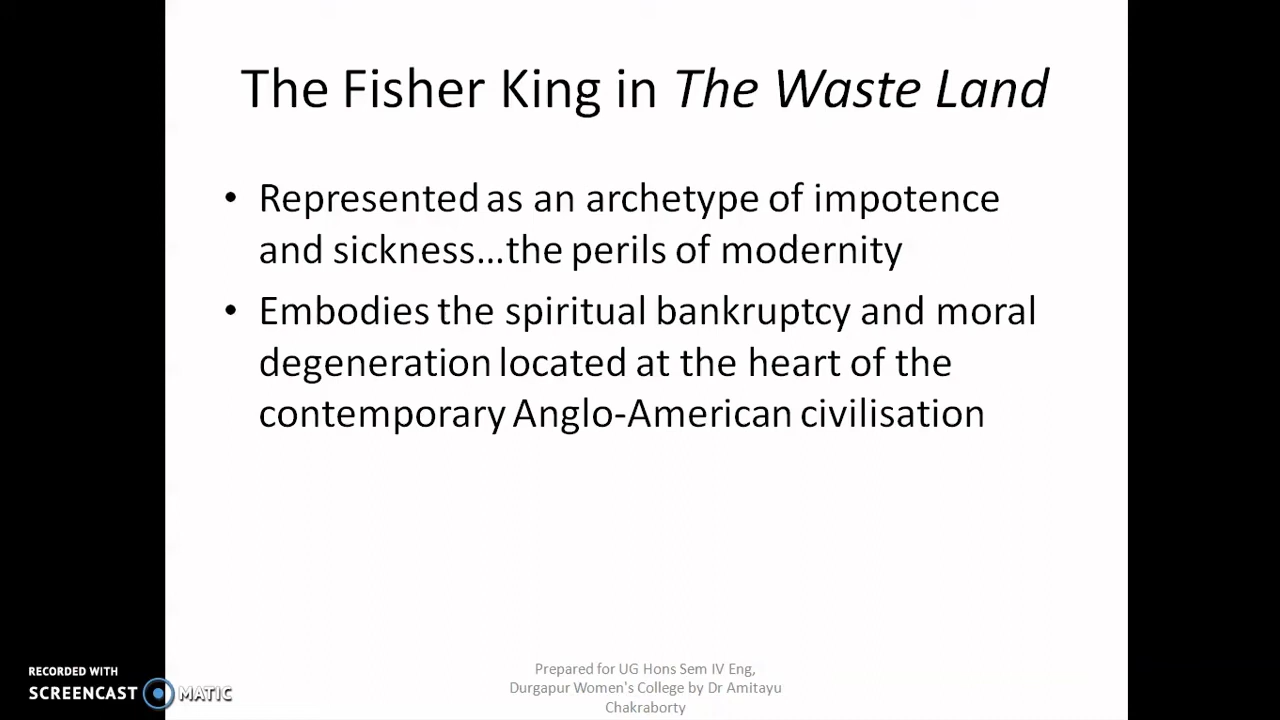 The Fisher King in The Waste Land
• Represented as an archetype of impotence
and sickness...the perils of modernity
• Embodies the spiritual bankruptcy and moral
degeneration located at the heart of the
contemporary Anglo-American civilisation
Prepared for UG Hons Sem IV Eng,
Durgapur Women's College by Dr Amitayu
Chakraborty
RECORDED WITH
SCREENCAST MATIC